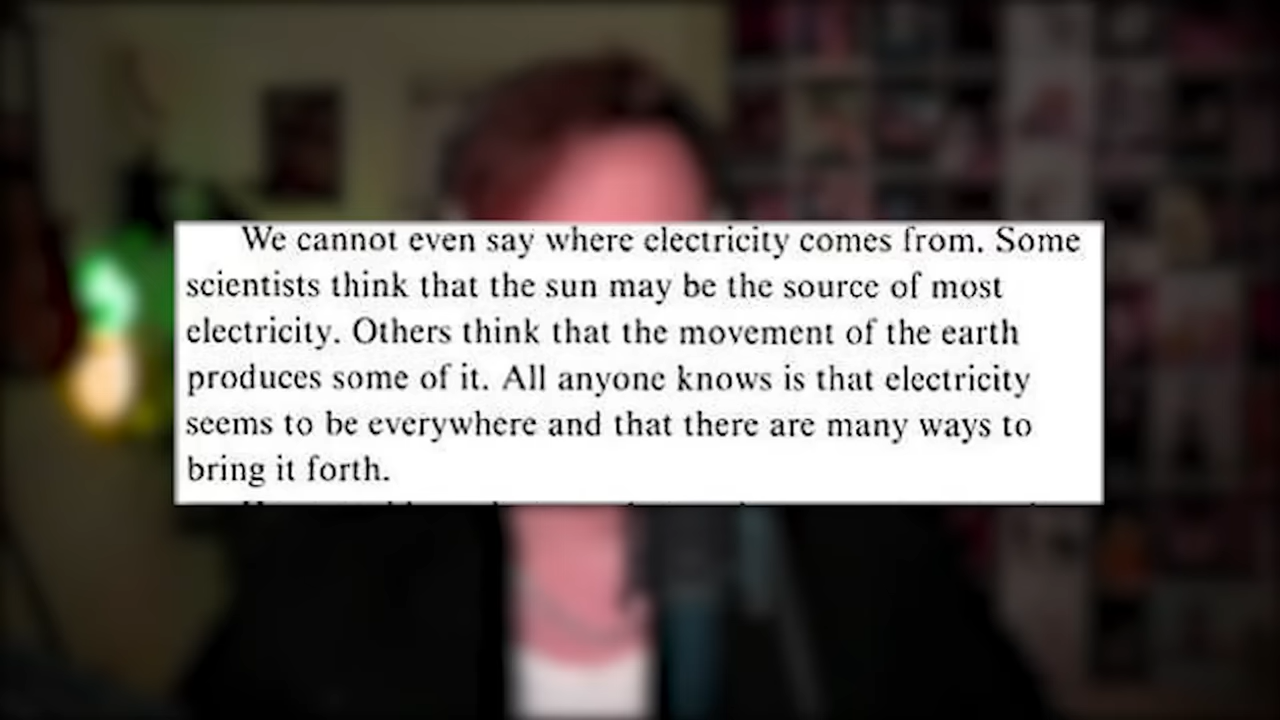 We cannot even say where electricity comes from. Some
scientists think that the sun may be the source of most
electricity. Others think that the movement of the earth
produces some of it. All anyone knows is that electricity
seems to be everywhere and that there are many ways to
bring it forth.